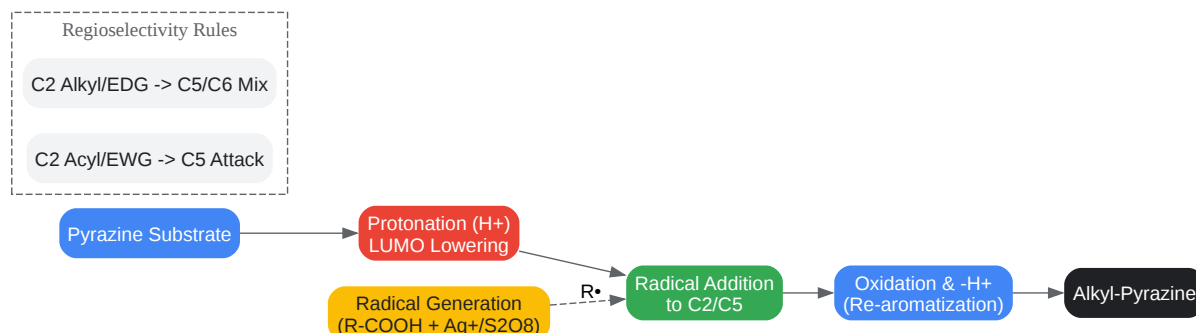 Regioselectivity Rules
C2 Alkyl/EDG -> C5/C6 Mix
C2 Acyl/EWG -> C5 Attack
Pyrazine Substrate
Protonation (H+)
LUMO Lowering
Radical Generation
(R-COOH + Ag+/S2O8)
R•
Radical Addition
to C2/C5
Oxidation & -H+
(Re-aromatization)
Alkyl-Pyrazine